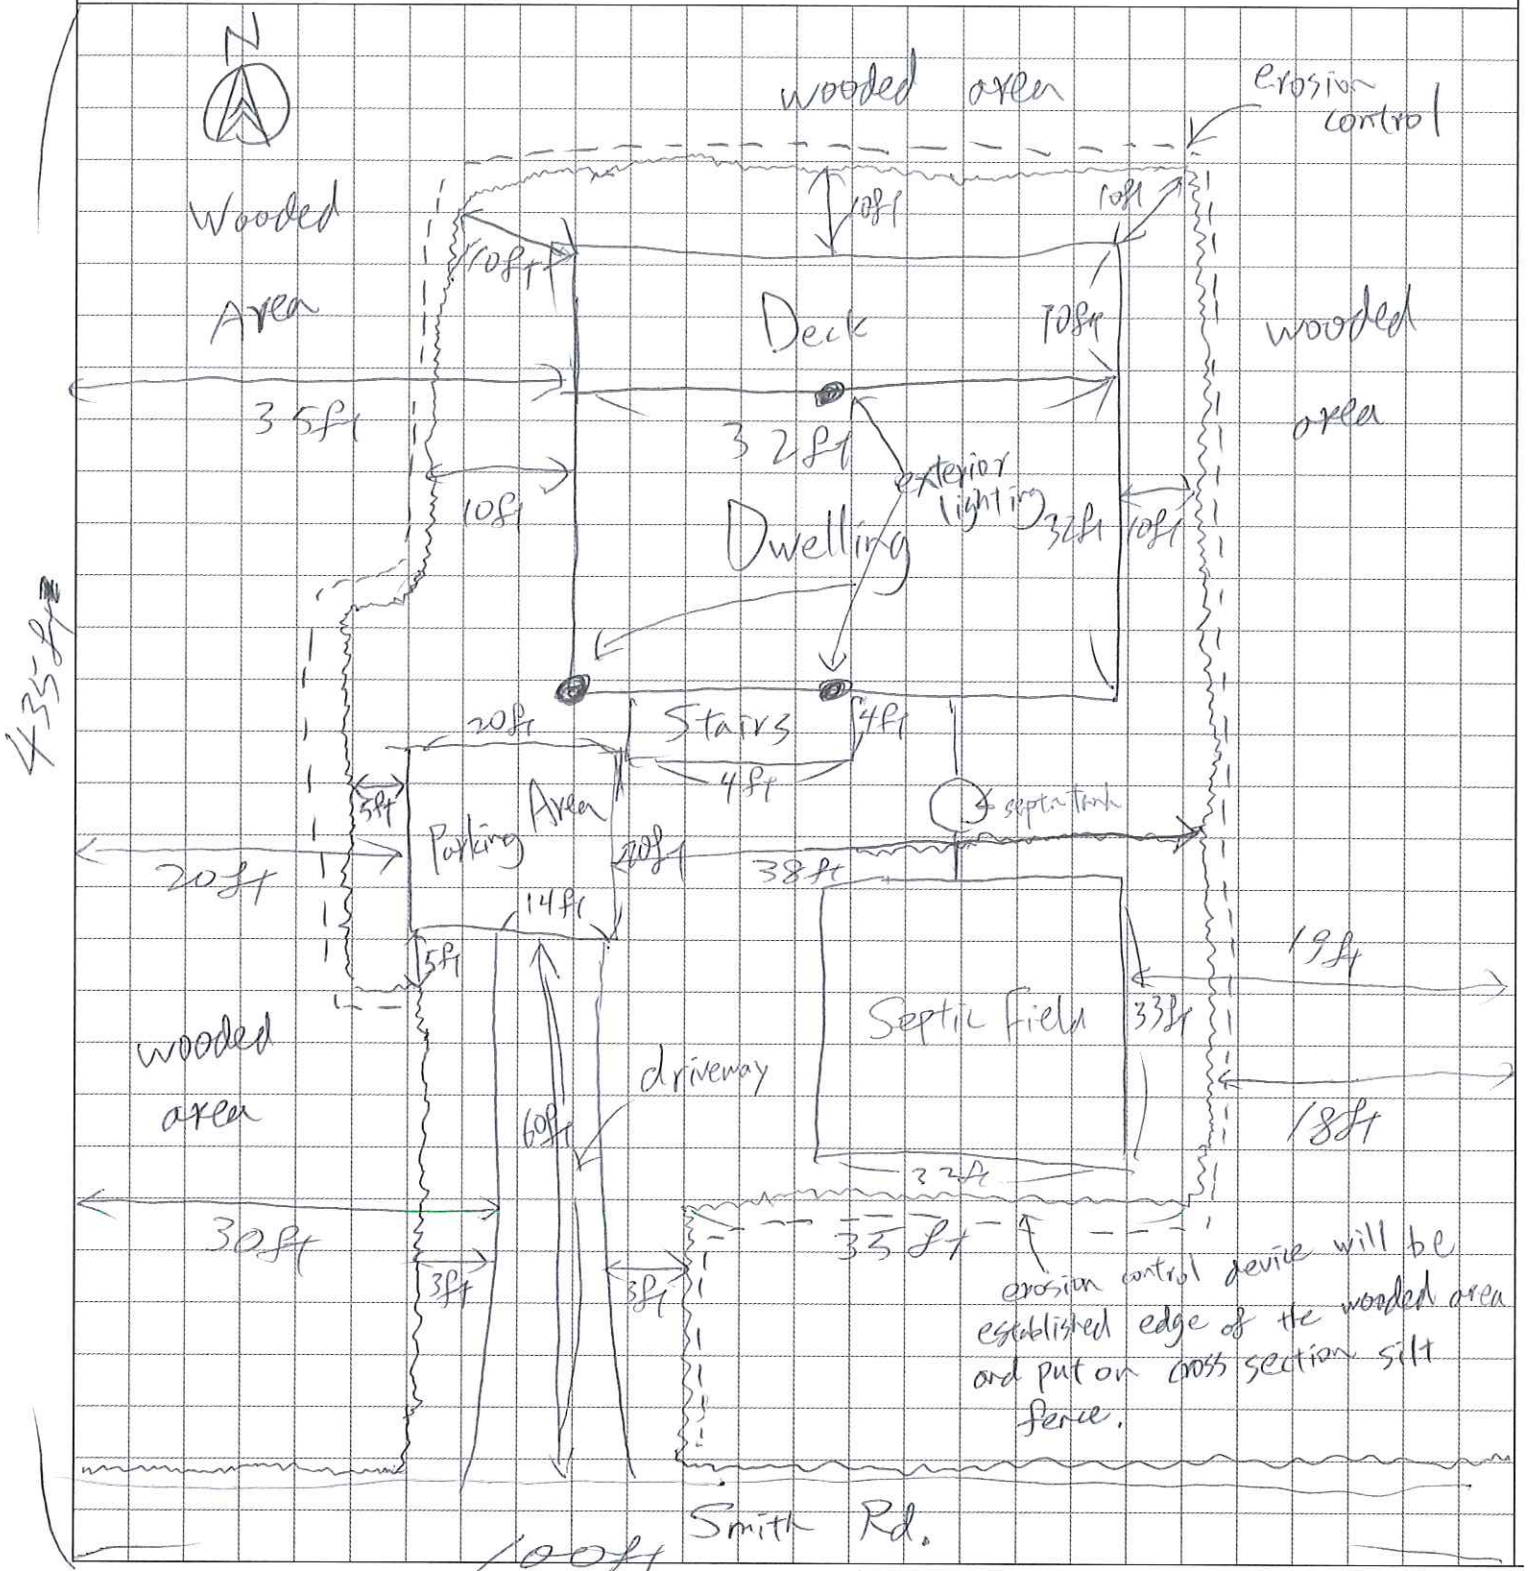 N
wooded area
erosion
control
Wooded
Area
10ft
10ft
10ft
Deck
10ft
wooded
area
35ft
32ft
exterior
lighting
10ft
Dwelling
32ft
10ft
435ft
20ft
Stairs
4ft
4ft
5ft
Parking Area
septic Tank
20ft
20ft
38ft
14ft
5ft
19ft
Septic Field
33ft
wooded
area
driveway
60ft
18ft
22ft
30ft
35ft
3ft
3ft
erosion control device will be
established edge of the wooded area
and put on cross section silt
fence.
Smith Rd.
100ft